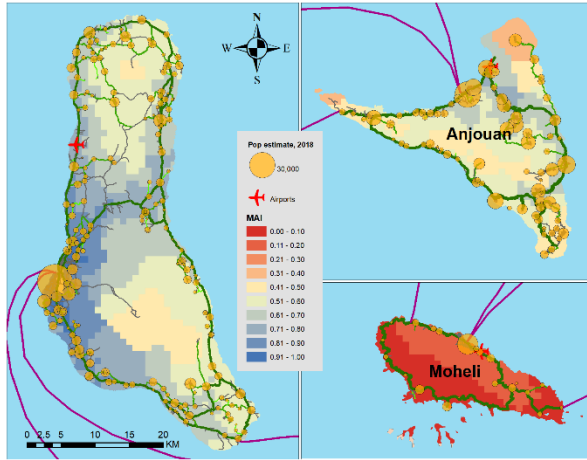 N
W E
S
Anjouan
Pop estimate, 2018
30,000
Airports
MAI
0.00 - 0.10
0.11 - 0.20
0.21 - 0.30
0.31 - 0.40
0.41 - 0.50
0.51 - 0.60
0.61 - 0.70
0.71 - 0.80
0.81 - 0.90
0.91 - 1.00
Moheli
0 2.5 5 10 15 20
KM